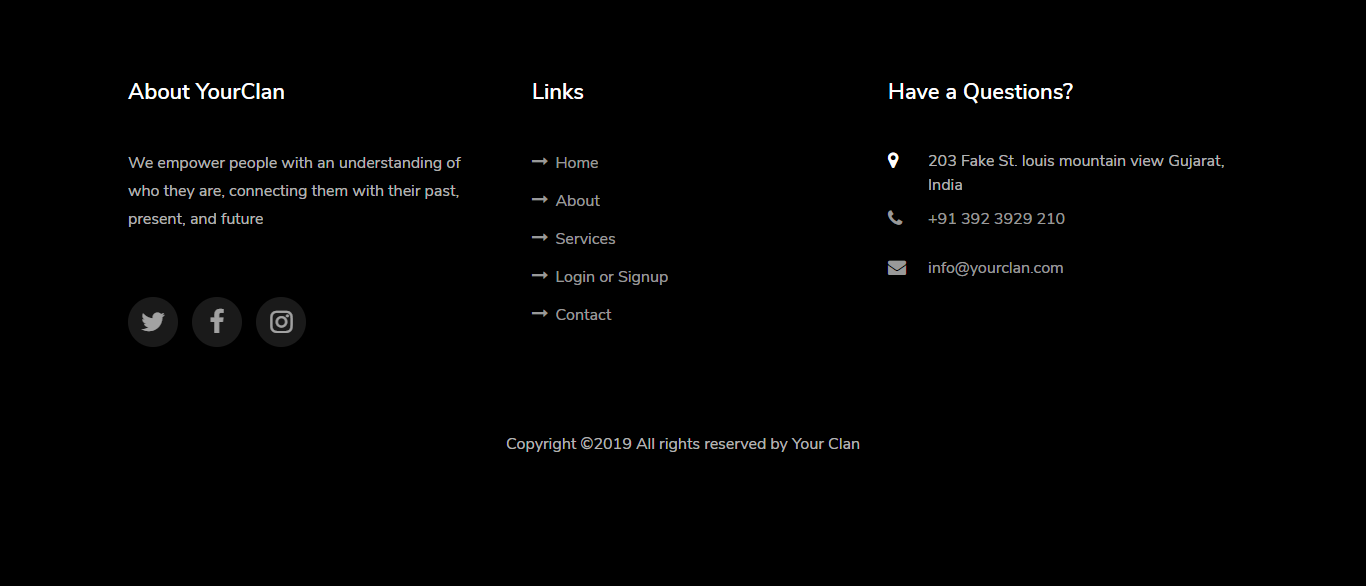 About YourClan
We empower people with an understanding of
who they are, connecting them with their past,
present, and future
Links
Home
About
Services
Login or Signup
Contact
Have a Questions?
203 Fake St. louis mountain view Gujarat,
India
+91 392 3929 210
info@yourclan.com
Copyright ©2019 All rights reserved by Your Clan